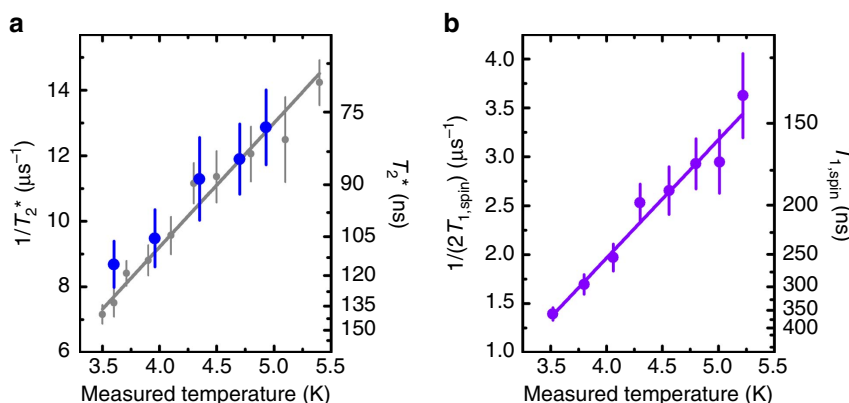 a
14
12
10
8
6
1/T₂* (μs⁻¹)
3.5 4.0 4.5 5.0 5.5
Measured temperature (K)
75
90
105
120
135
150
T₂* (ns)
b
4.0
3.5
3.0
2.5
2.0
1.5
1.0
1/(2T₁,spin) (μs⁻¹)
3.5 4.0 4.5 5.0 5.5
Measured temperature (K)
150
200
250
300
350
400
T₁,spin (ns)